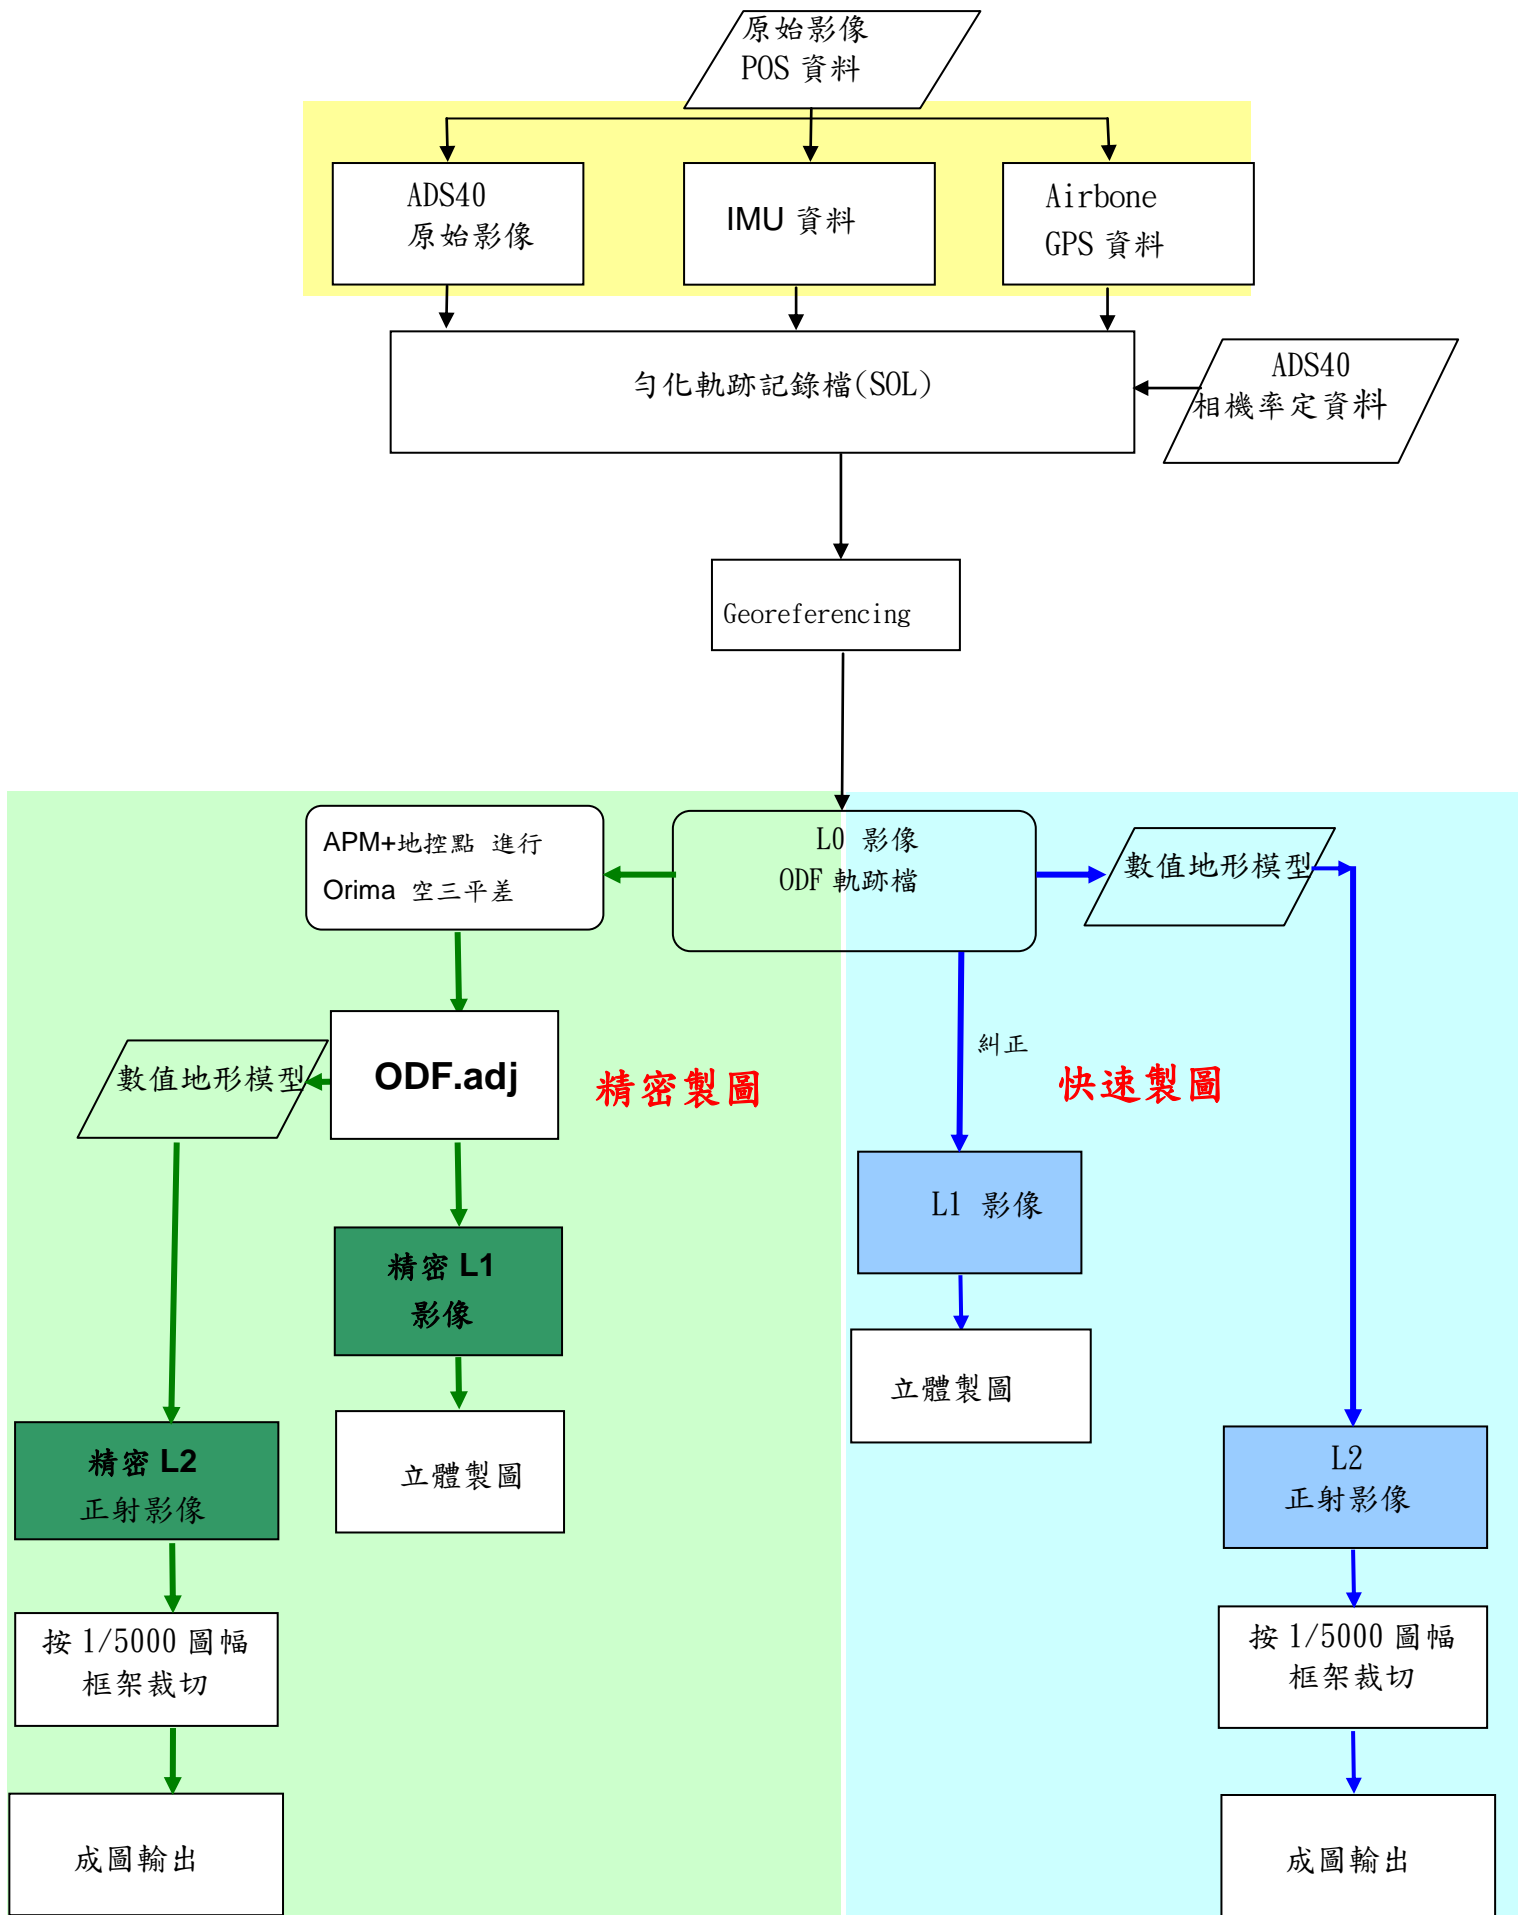 原始影像
POS 資料
ADS40
原始影像
IMU 資料
Airbone
GPS 資料
勻化軌跡記錄檔(SOL)
ADS40
相機率定資料
Georeferencing
APM+地控點 進行
Orima 空三平差
L0 影像
ODF 軌跡檔
數值地形模型
數值地形模型
ODF.adj
精密製圖
糾正
快速製圖
L1 影像
精密 L1
影像
立體製圖
立體製圖
精密 L2
正射影像
L2
正射影像
按 1/5000 圖幅
框架裁切
按 1/5000 圖幅
框架裁切
成圖輸出
成圖輸出